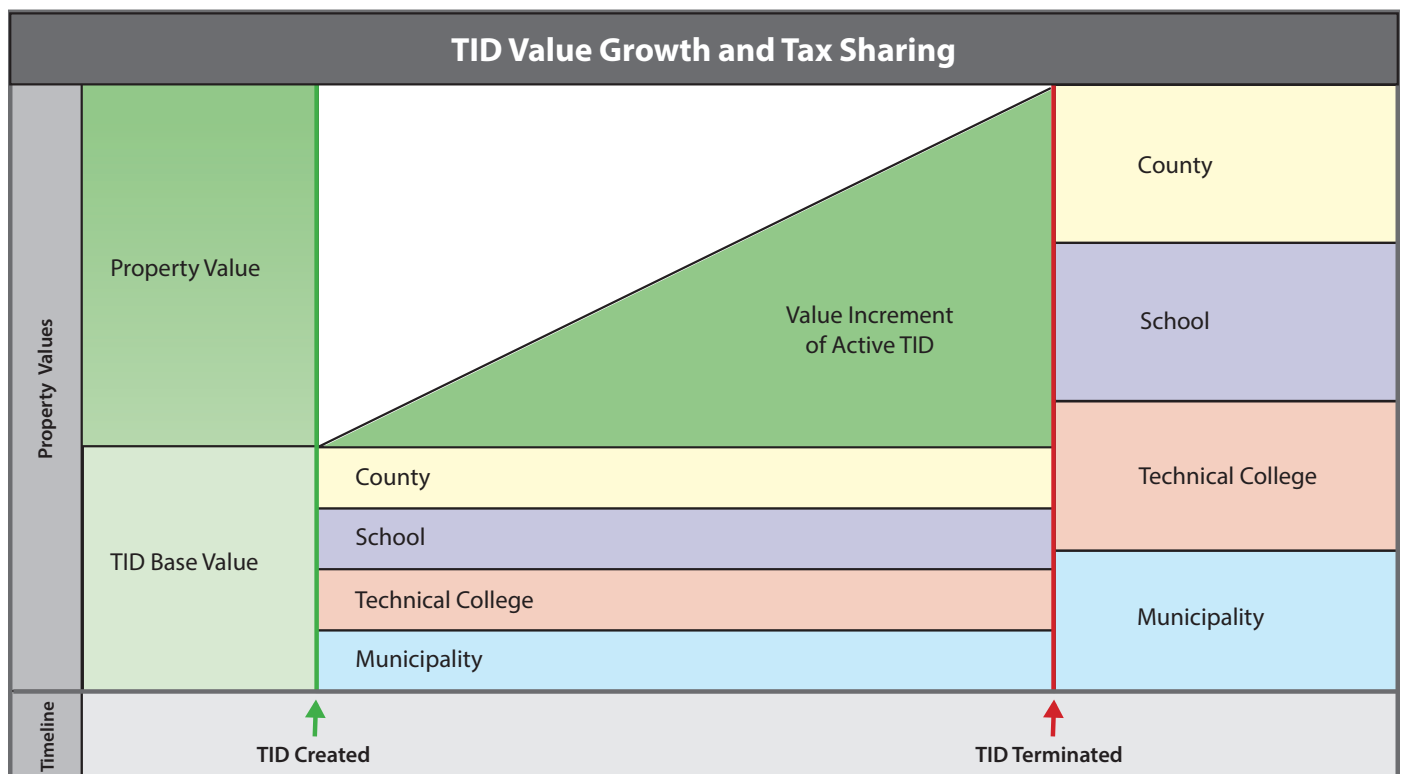 TID Value Growth and Tax Sharing
Property Values
Property Value
TID Base Value
Value Increment
of Active TID
County
School
Technical College
Municipality
County
School
Technical College
Municipality
Timeline
TID Created
TID Terminated